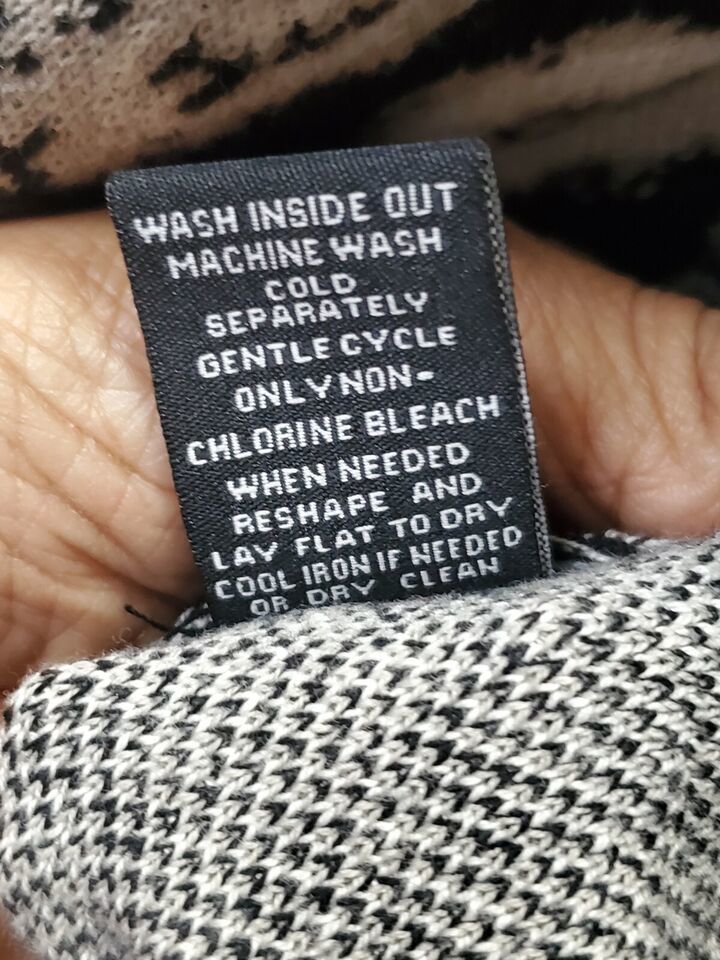 WASH INSIDE OUT
MACHINE WASH
COLD
SEPARATELY
GENTLE CYCLE
ONLY NON-
CHLORINE BLEACH
WHEN NEEDED
RESHAPE AND
LAY FLAT TO DRY
COOL IRON IF NEEDED
OR DRY CLEAN